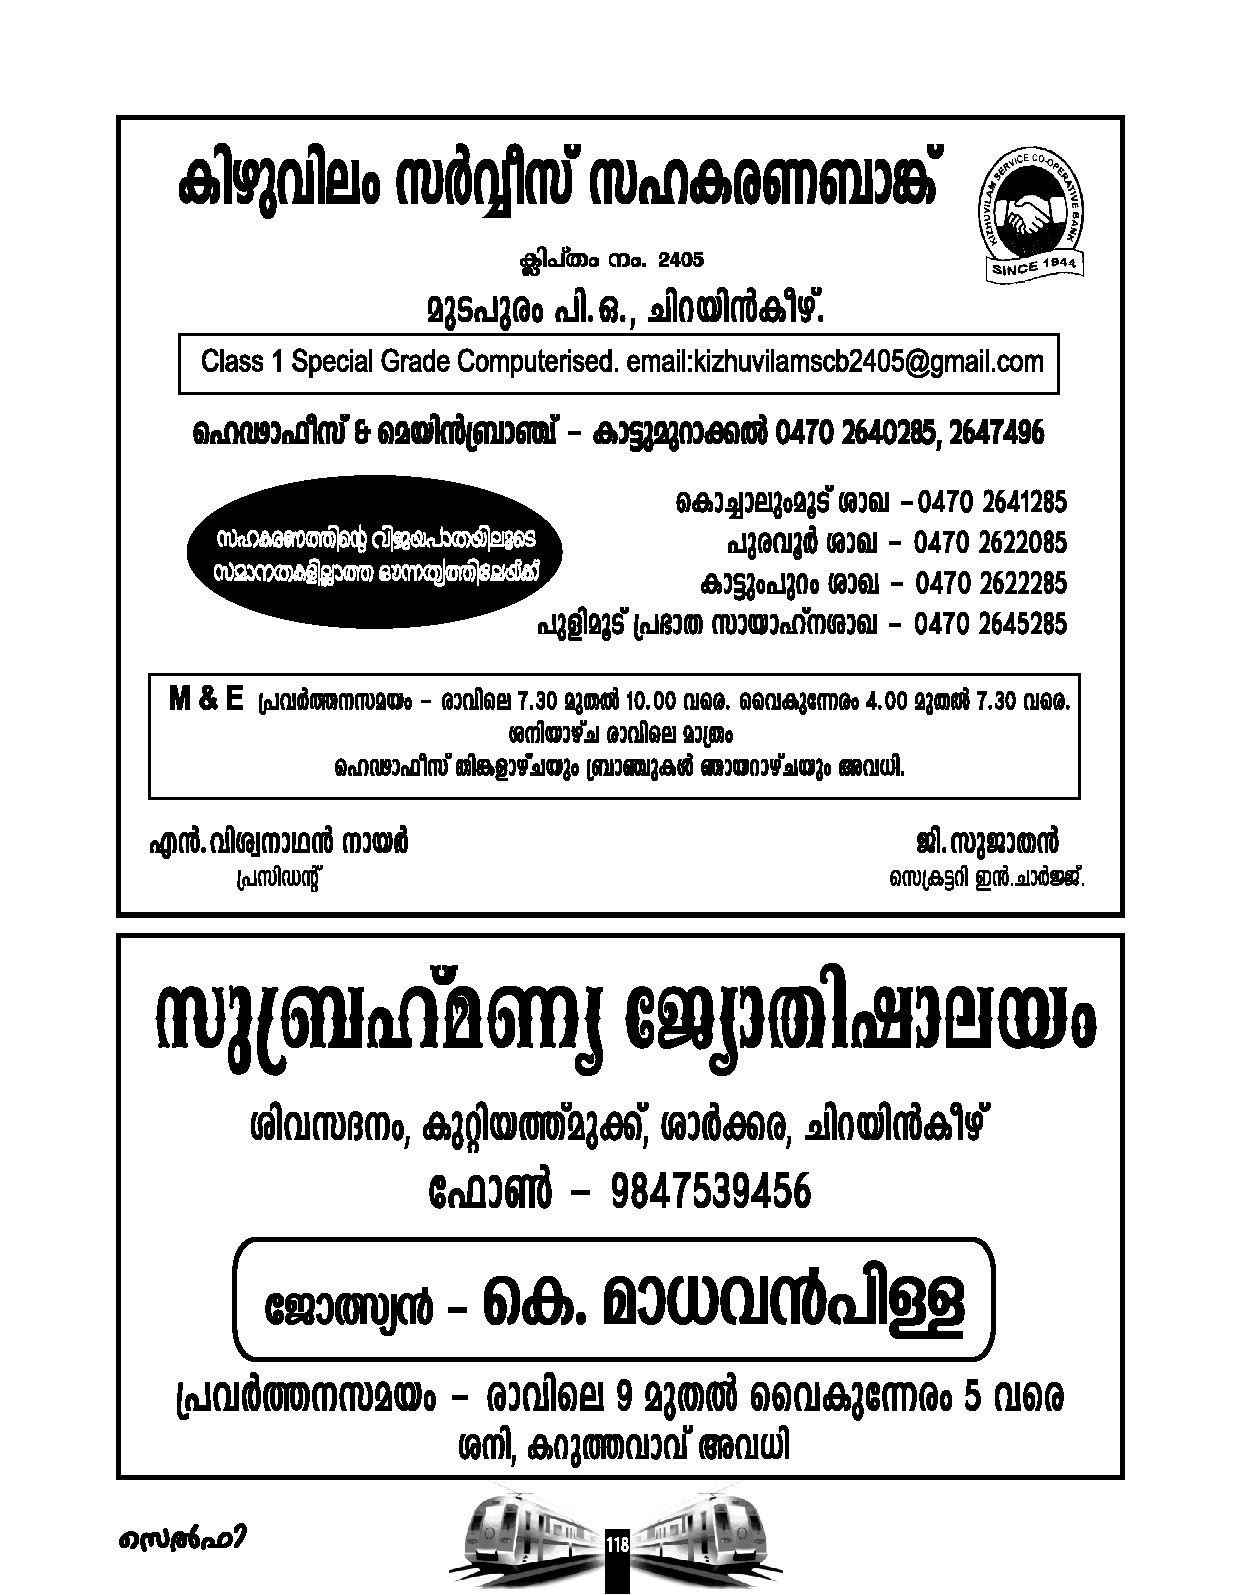 കിഴുവിലം സർവ്വീസ് സഹകരണബാങ്ക്
KIZHUVILAM SERVICE CO-OPERATIVE BANK
SINCE 1944
ക്ലിപ്തം നം. 2405
മുടപുരം പി.ഒ., ചിറയിൻകീഴ്.
Class 1 Special Grade Computerised. email:kizhuvilamscb2405@gmail.com
ഹെഢാഫീസ് & മെയിൻബ്രാഞ്ച് - കാട്ടുമുറാക്കൽ 0470 2640285, 2647496
സഹകരണത്തിന്റെ വിജയപാതയിലൂടെ
സമാനതകളില്ലാത്ത ഔന്നത്യത്തിലേയ്ക്ക്
കൊച്ചാലുംമൂട് ശാഖ - 0470 2641285
പുരവൂർ ശാഖ - 0470 2622085
കാട്ടുംപുറം ശാഖ - 0470 2622285
പുളിമൂട് പ്രഭാത സായാഹ്നശാഖ - 0470 2645285
M & E പ്രവർത്തനസമയം - രാവിലെ 7.30 മുതൽ 10.00 വരെ. വൈകുന്നേരം 4.00 മുതൽ 7.30 വരെ.
ശനിയാഴ്ച രാവിലെ മാത്രം
ഹെഢാഫീസ് തിങ്കളാഴ്ചയും ബ്രാഞ്ചുകൾ ഞായറാഴ്ചയും അവധി.
എൻ.വിശ്വനാഥൻ നായർ
പ്രസിഡന്റ്
ജി.സുജാതൻ
സെക്രട്ടറി ഇൻ.ചാർജ്ജ്.
സുബ്രഹ്മണ്യ ജ്യോതിഷാലയം
ശിവസദനം, കുറ്റിയത്ത്മുക്ക്, ശാർക്കര, ചിറയിൻകീഴ്
ഫോൺ - 9847539456
ജോത്സ്യൻ - കെ. മാധവൻപിള്ള
പ്രവർത്തനസമയം - രാവിലെ 9 മുതൽ വൈകുന്നേരം 5 വരെ
ശനി, കറുത്തവാവ് അവധി
സെൽഫി
118